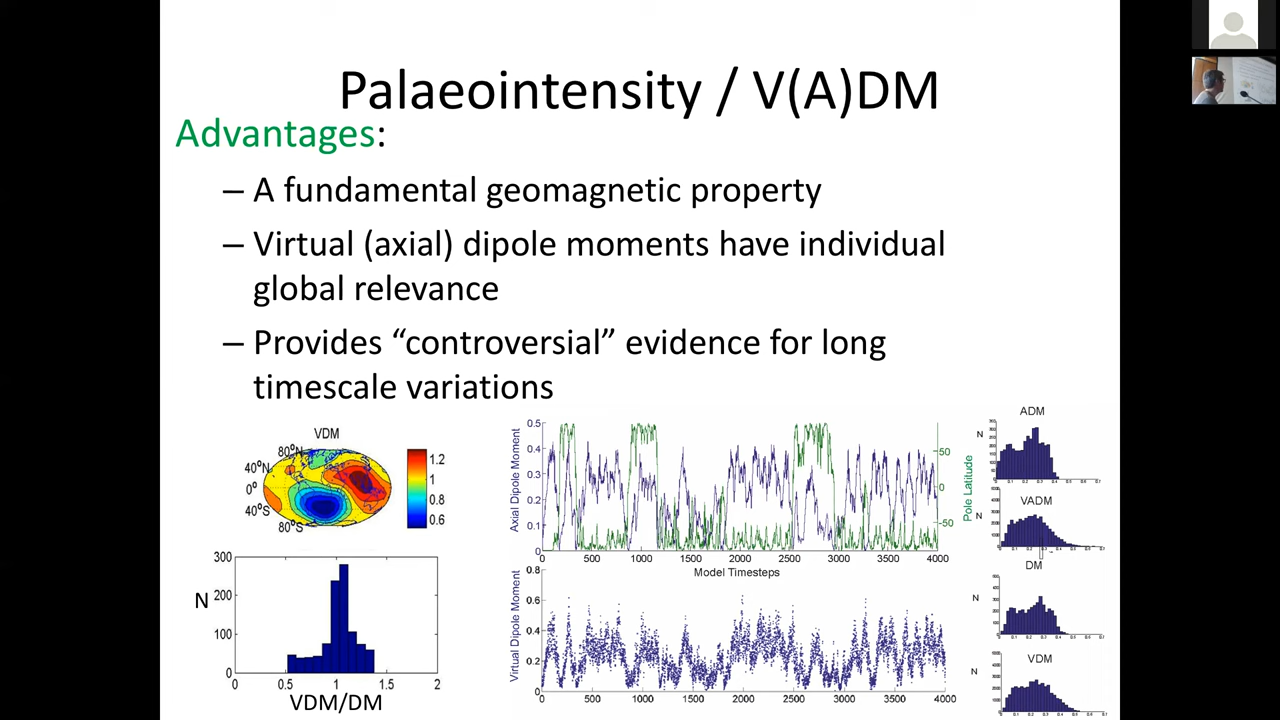 Palaeointensity / V(A)DM
Advantages:
– A fundamental geomagnetic property
– Virtual (axial) dipole moments have individual
global relevance
– Provides “controversial” evidence for long
timescale variations
VDM
80°N
40°N
0°
40°S
80°S
1.2
1
0.8
0.6
300
200
100
0
N
0 0.5 1 1.5 2
VDM/DM
Axial Dipole Moment
0.5
0.4
0.3
0.2
0.1
0
50
0
-50
Pole Latitude
0 500 1000 1500 2000 2500 3000 3500 4000
Model Timesteps
Virtual Dipole Moment
0.8
0.6
0.4
0.2
0
0 500 1000 1500 2000 2500 3000 3500 4000
ADM
N
VADM
N
DM
N
VDM
N